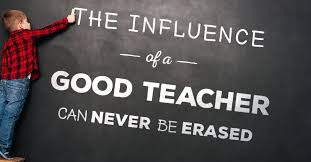 THE INFLUENCE
of a
GOOD TEACHER
CAN NEVER BE ERASED